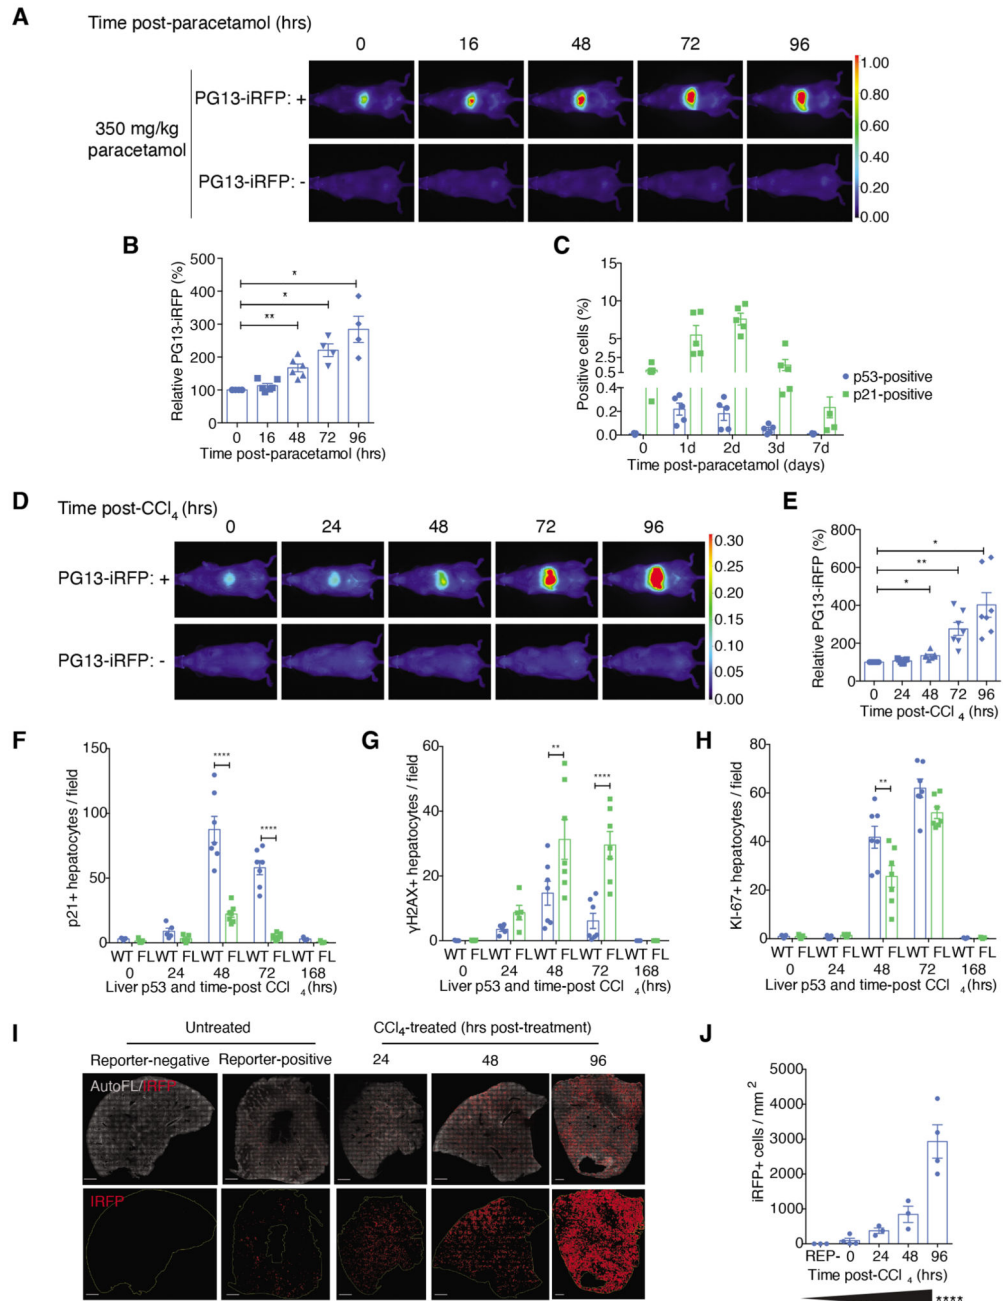 A
Time post-paracetamol (hrs)
0 16 48 72 96
PG13-iRFP: +
350 mg/kg
paracetamol
PG13-iRFP: -
1.00
0.80
0.60
0.40
0.20
0.00
B
Relative PG13-iRFP (%)
500
400
300
200
100
0
*
*
**
0 16 48 72 96
Time post-paracetamol (hrs)
C
Positive cells (%)
15
10
5
2.5
0.5
0.4
0.2
0.0
p53-positive
p21-positive
0 1d 2d 3d 7d
Time post-paracetamol (days)
D
Time post-CCl4 (hrs)
0 24 48 72 96
PG13-iRFP: +
PG13-iRFP: -
0.30
0.25
0.20
0.15
0.10
0.05
0.00
E
Relative PG13-iRFP (%)
800
600
400
200
0
*
**
*
0 24 48 72 96
Time post-CCl 4 (hrs)
F
p21+ hepatocytes / field
150
100
50
0
****
****
WT FL WT FL WT FL WT FL WT FL
0 24 48 72 168
Liver p53 and time-post CCl 4 (hrs)
G
γH2AX+ hepatocytes / field
60
40
20
0
**
****
WT FL WT FL WT FL WT FL WT FL
0 24 48 72 168
Liver p53 and time-post CCl 4 (hrs)
H
KI-67+ hepatocytes / field
80
60
40
20
0
**
WT FL WT FL WT FL WT FL WT FL
0 24 48 72 168
Liver p53 and time-post CCl 4 (hrs)
I
Untreated
CCl4-treated (hrs post-treatment)
Reporter-negative Reporter-positive 24 48 96
AutoFL/iRFP
iRFP
J
iRFP+ cells / mm 2
5000
4000
3000
2000
1000
0
REP- 0 24 48 96
Time post-CCl 4 (hrs)
****